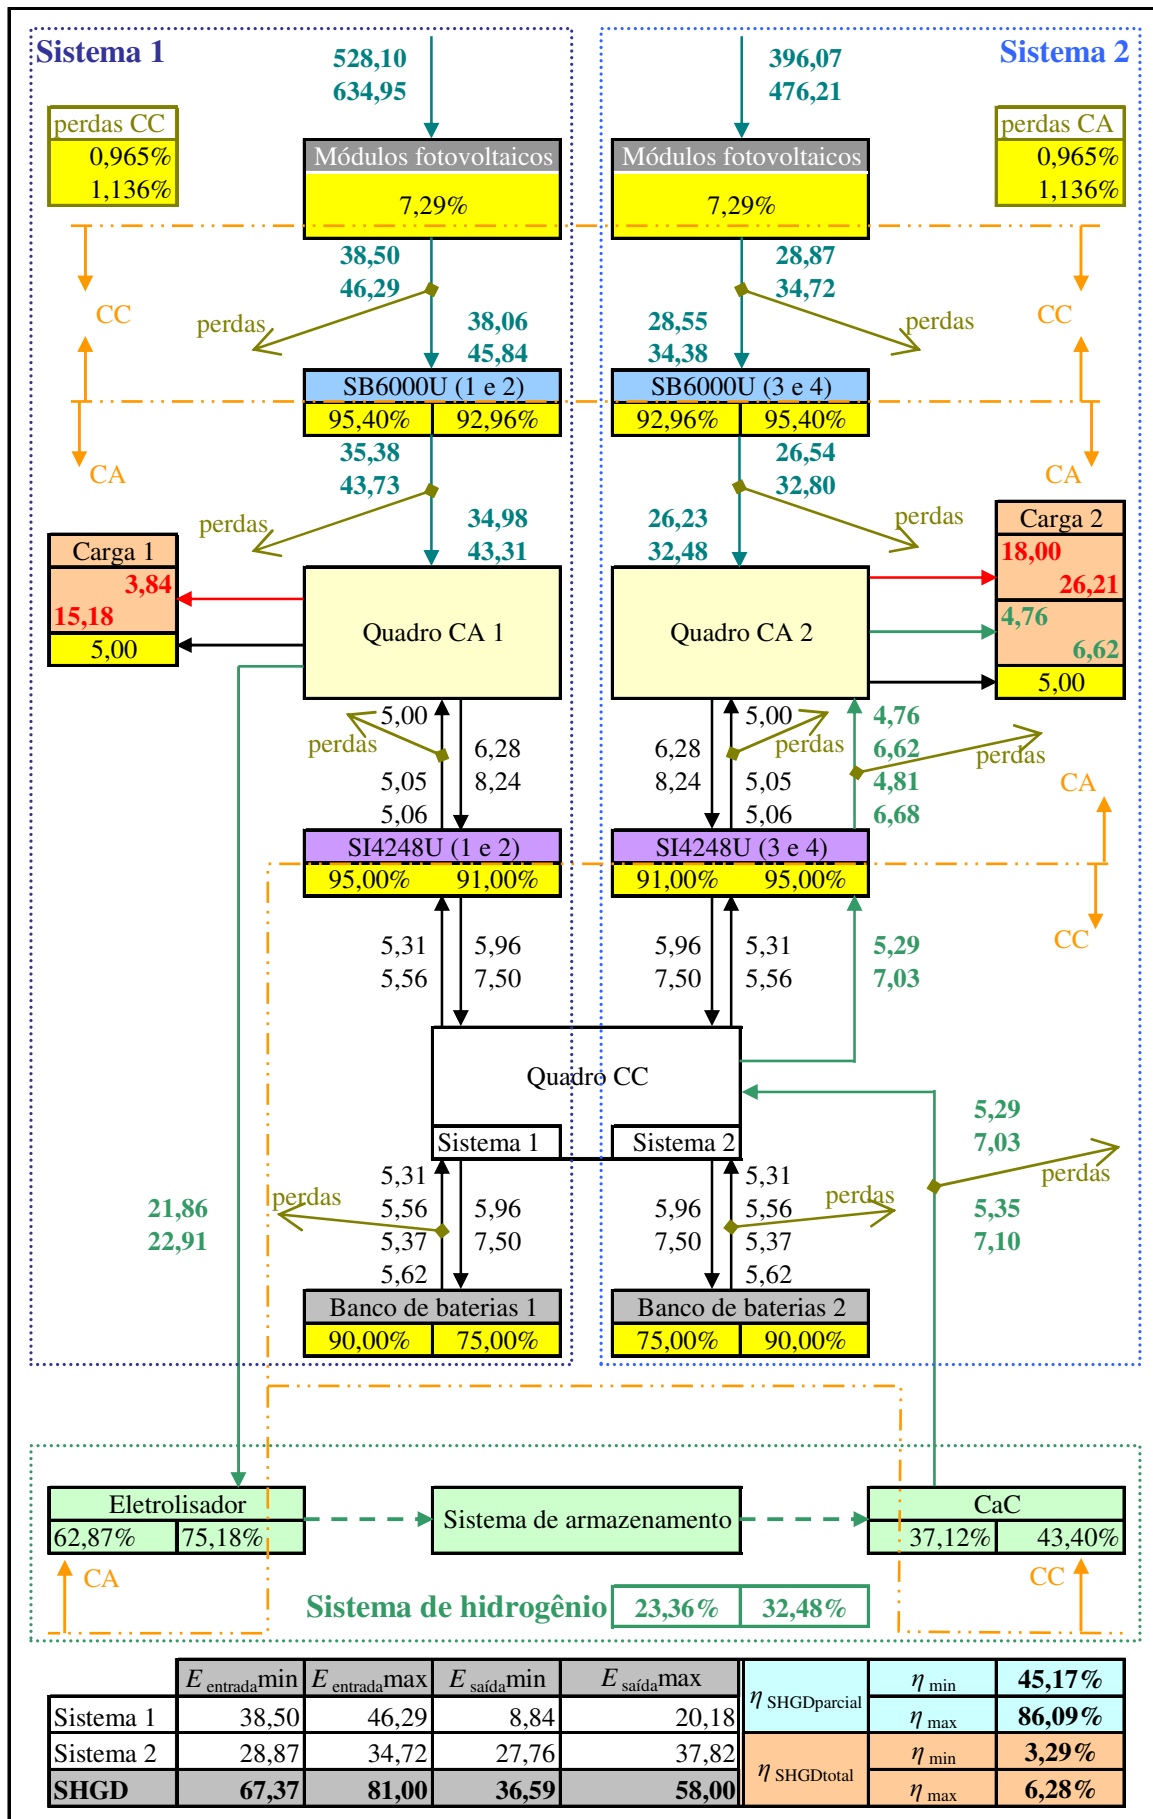 Sistema 1
Sistema 2
528,10
634,95
396,07
476,21
perdas CC
0,965%
1,136%
perdas CA
0,965%
1,136%
Módulos fotovoltaicos
7,29%
Módulos fotovoltaicos
7,29%
38,50
46,29
28,87
34,72
CC
perdas
38,06
45,84
28,55
34,38
perdas
CC
SB6000U (1 e 2)
95,40% 92,96%
SB6000U (3 e 4)
92,96% 95,40%
CA
35,38
43,73
26,54
32,80
CA
perdas
34,98
43,31
26,23
32,48
perdas
Carga 1
3,84
15,18
5,00
Quadro CA 1
Quadro CA 2
Carga 2
18,00
26,21
4,76
6,62
5,00
5,00
perdas
6,28
8,24
5,05
5,06
5,00
perdas
6,28
8,24
5,05
5,06
4,76
6,62
4,81
6,68
perdas
CA
SI4248U (1 e 2)
95,00% 91,00%
SI4248U (3 e 4)
91,00% 95,00%
CC
5,31
5,56
5,96
7,50
5,96
7,50
5,31
5,56
5,29
7,03
Quadro CC
Sistema 1
Sistema 2
5,29
7,03
perdas
5,35
7,10
perdas
5,31
5,56
5,37
5,62
5,96
7,50
5,96
7,50
5,31
5,56
5,37
5,62
perdas
21,86
22,91
Banco de baterias 1
90,00% 75,00%
Banco de baterias 2
75,00% 90,00%
Eletrolisador
62,87% 75,18%
Sistema de armazenamento
CaC
37,12% 43,40%
CA
CC
Sistema de hidrogênio 23,36% 32,48%
E entradamin E entradamax E saídamin E saídamax
Sistema 1 38,50 46,29 8,84 20,18
Sistema 2 28,87 34,72 27,76 37,82
SHGD 67,37 81,00 36,59 58,00
η SHGDparcial
η min 45,17%
η max 86,09%
η SHGDtotal
η min 3,29%
η max 6,28%